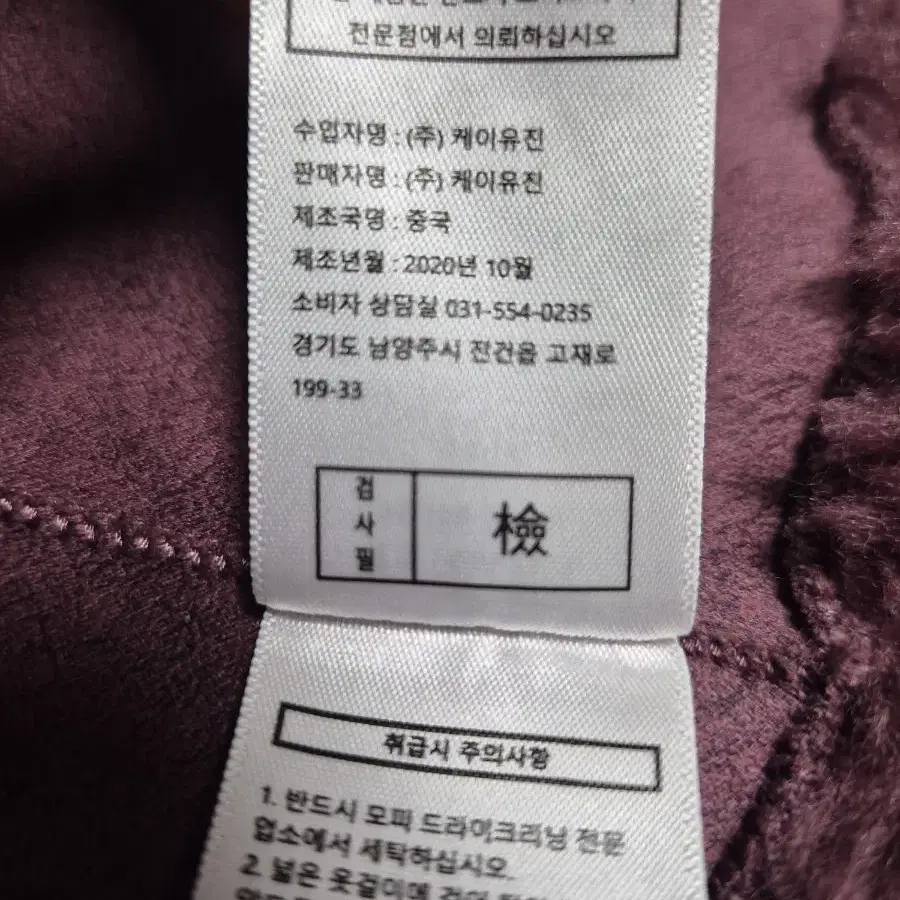 전문점에서 의뢰하십시오
수입자명 : (주) 케이유진
판매자명 : (주) 케이유진
제조국명 : 중국
제조년월 : 2020년 10월
소비자 상담실 031-554-0235
경기도 남양주시 진건읍 고재로
199-33
검사필
檢
취급시 주의사항
1. 반드시 모피 드라이크리닝 전문
업소에서 세탁하십시오.
2. 넓은 옷걸이에